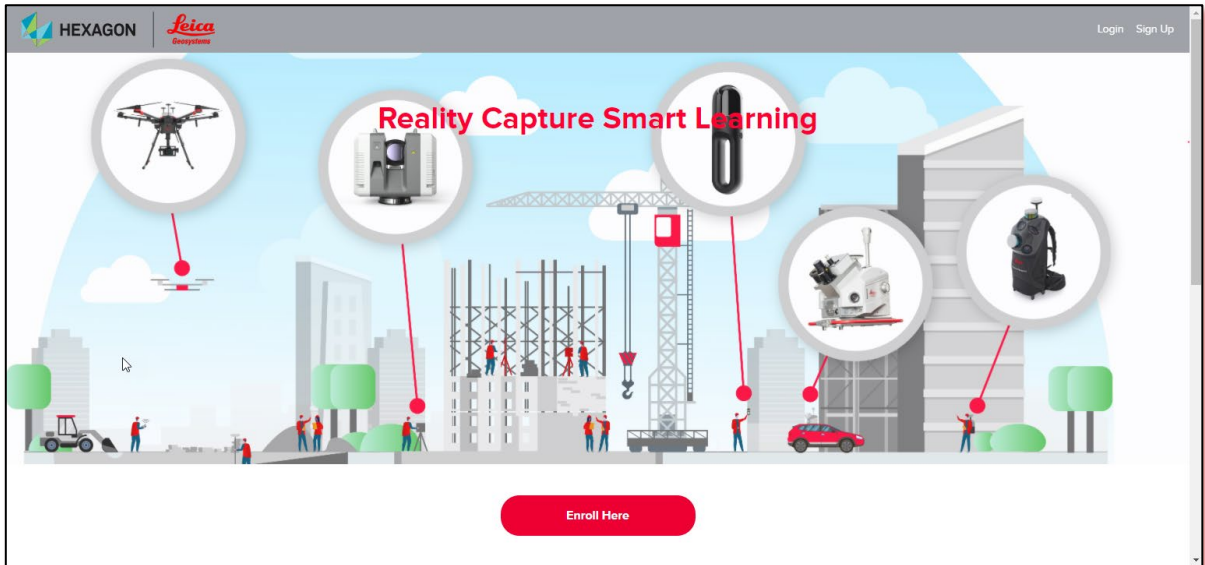 HEXAGON
Leica
Geosystems
Login Sign Up
Reality Capture Smart Learning
Enroll Here